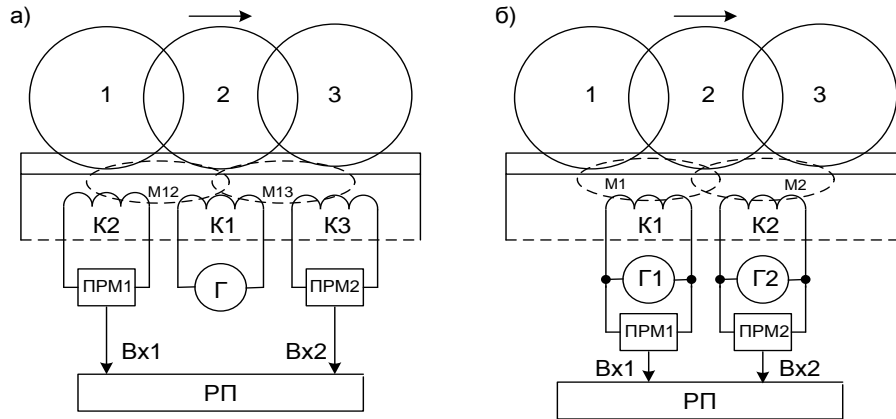 а)
1 2 3
М12 М13
К2 К1 К3
ПРМ1 Г ПРМ2
Вх1 Вх2
РП
б)
1 2 3
М1 М2
К1 К2
Г1 Г2
ПРМ1 ПРМ2
Вх1 Вх2
РП